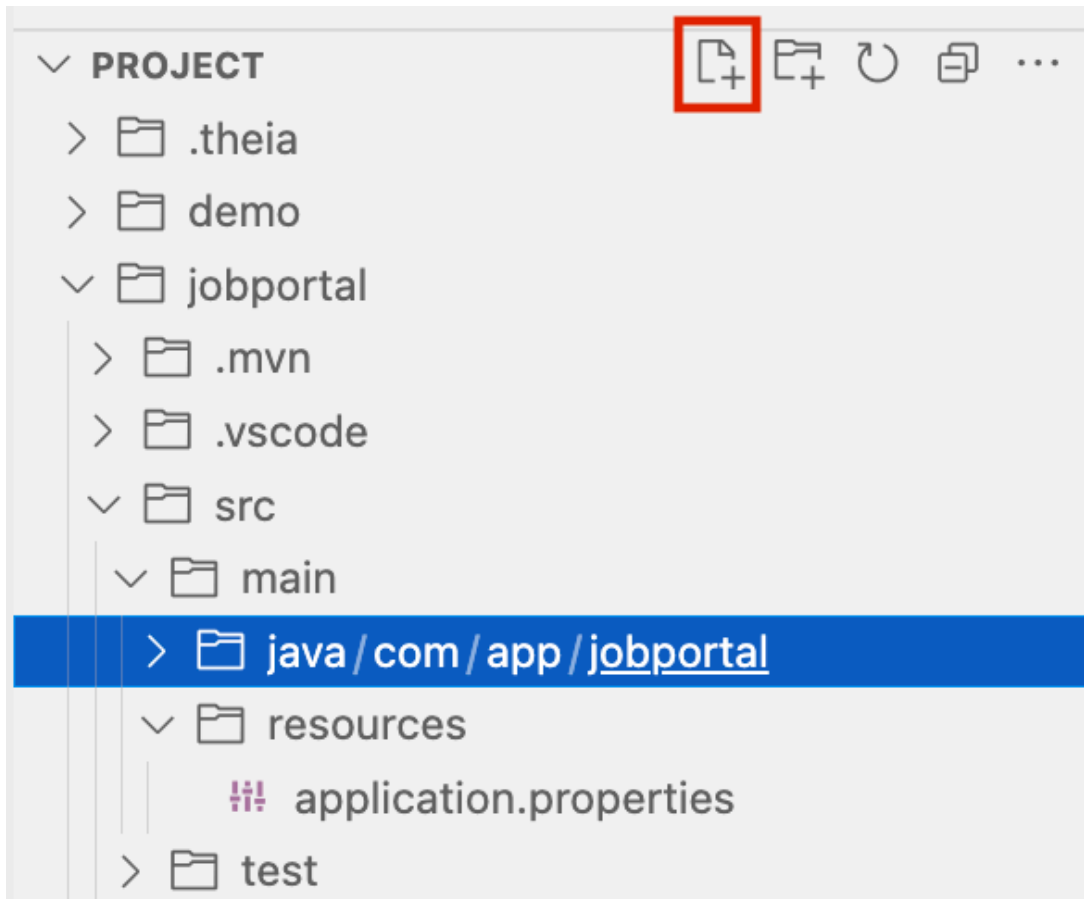 PROJECT
.theia
demo
jobportal
.mvn
.vscode
src
main
java/com/app/jobportal
resources
application.properties
test